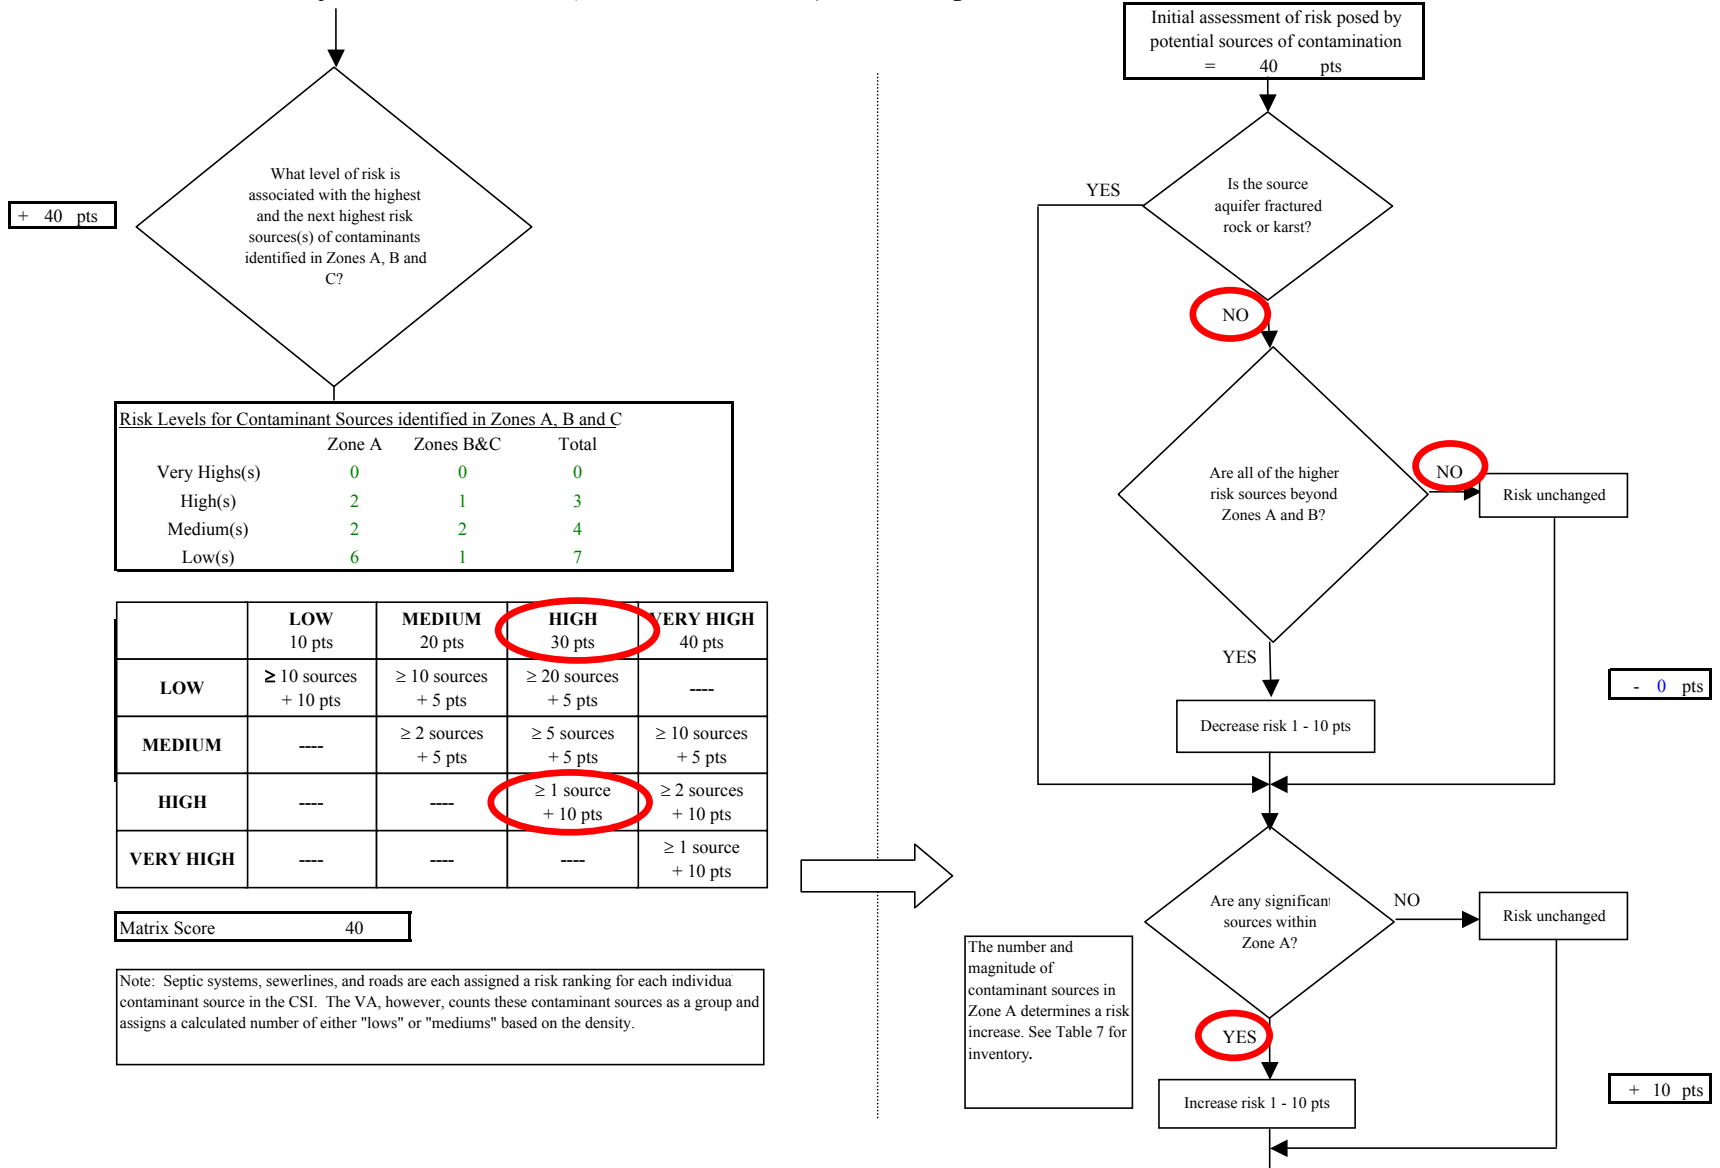 + 40 pts
What level of risk is
associated with the highest
and the next highest risk
sources(s) of contaminants
identified in Zones A, B and
C?
Risk Levels for Contaminant Sources identified in Zones A, B and C
Zone A Zones B&C Total
Very Highs(s) 0 0 0
High(s) 2 1 3
Medium(s) 2 2 4
Low(s) 6 1 7
LOW MEDIUM HIGH VERY HIGH
10 pts 20 pts 30 pts 40 pts
LOW ≥ 10 sources ≥ 10 sources ≥ 20 sources ----
+ 10 pts + 5 pts + 5 pts
MEDIUM ---- ≥ 2 sources ≥ 5 sources ≥ 10 sources
+ 5 pts + 5 pts + 5 pts
HIGH ---- ---- ≥ 1 source ≥ 2 sources
+ 10 pts + 10 pts
VERY HIGH ---- ---- ---- ≥ 1 source
+ 10 pts
Matrix Score 40
Note: Septic systems, sewerlines, and roads are each assigned a risk ranking for each individua
contaminant source in the CSI. The VA, however, counts these contaminant sources as a group and
assigns a calculated number of either "lows" or "mediums" based on the density.
Initial assessment of risk posed by
potential sources of contamination
= 40 pts
YES
Is the source
aquifer fractured
rock or karst?
NO
Are all of the higher
risk sources beyond
Zones A and B?
NO
Risk unchanged
YES
- 0 pts
Decrease risk 1 - 10 pts
Are any significant
sources within
Zone A?
NO
Risk unchanged
The number and
magnitude of
contaminant sources in
Zone A determines a risk
increase. See Table 7 for
inventory.
YES
+ 10 pts
Increase risk 1 - 10 pts